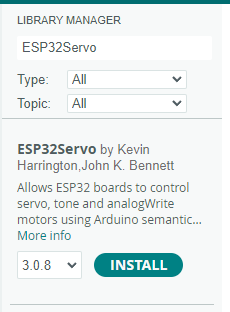 LIBRARY MANAGER
ESP32Servo
Type: All
Topic: All
ESP32Servo by Kevin
Harrington,John K. Bennett
Allows ESP32 boards to control
servo, tone and analogWrite
motors using Arduino semantic...
More info
3.0.8 INSTALL